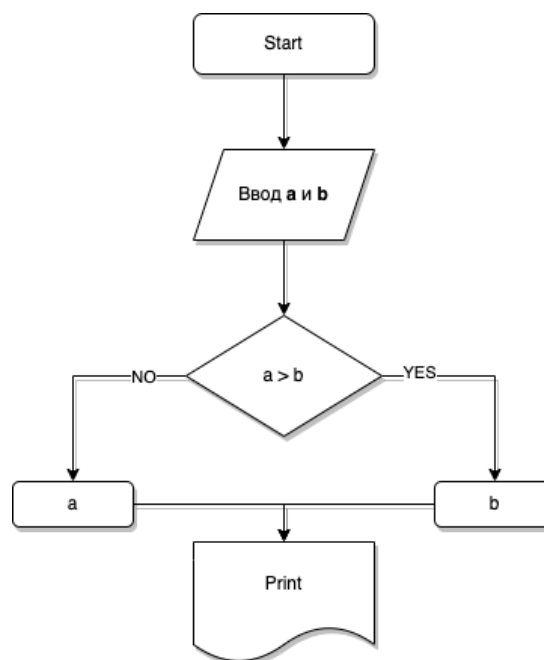 Start
Ввод a и b
a > b
NO
YES
a
b
Print